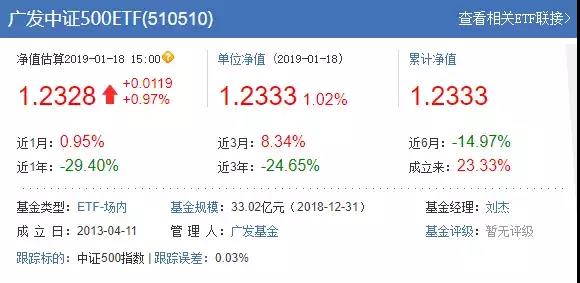 广发中证500ETF(510510) 查看相关ETF联接>
净值估算2019-01-18 15:00 单位净值 (2019-01-18) 累计净值
1.2328 +0.0119 +0.97% 1.2333 1.02% 1.2333
近1月: 0.95% 近3月: 8.34% 近6月: -14.97%
近1年: -29.40% 近3年: -24.65% 成立来: 23.33%
基金类型: ETF-场内 基金规模: 33.02亿元 (2018-12-31) 基金经理: 刘杰
成 立 日: 2013-04-11 管 理 人: 广发基金 基金评级: 暂无评级
跟踪标的: 中证500指数 | 跟踪误差: 0.03%